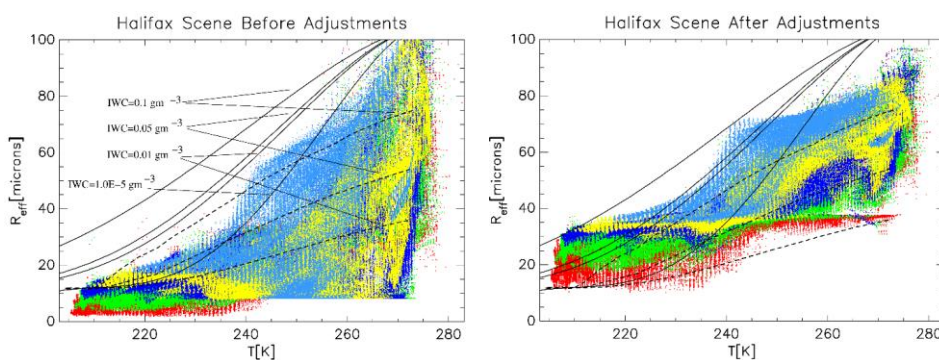 Halifax Scene Before Adjustments
100
80
60
40
20
0
R_eff[microns]
IWC=0.1 gm ⁻³
IWC=0.05 gm ⁻³
IWC=0.01 gm ⁻³
IWC=1.0E-5 gm⁻³
220 240 260 280
T[K]
Halifax Scene After Adjustments
100
80
60
40
20
0
R_eff[microns]
220 240 260 280
T[K]